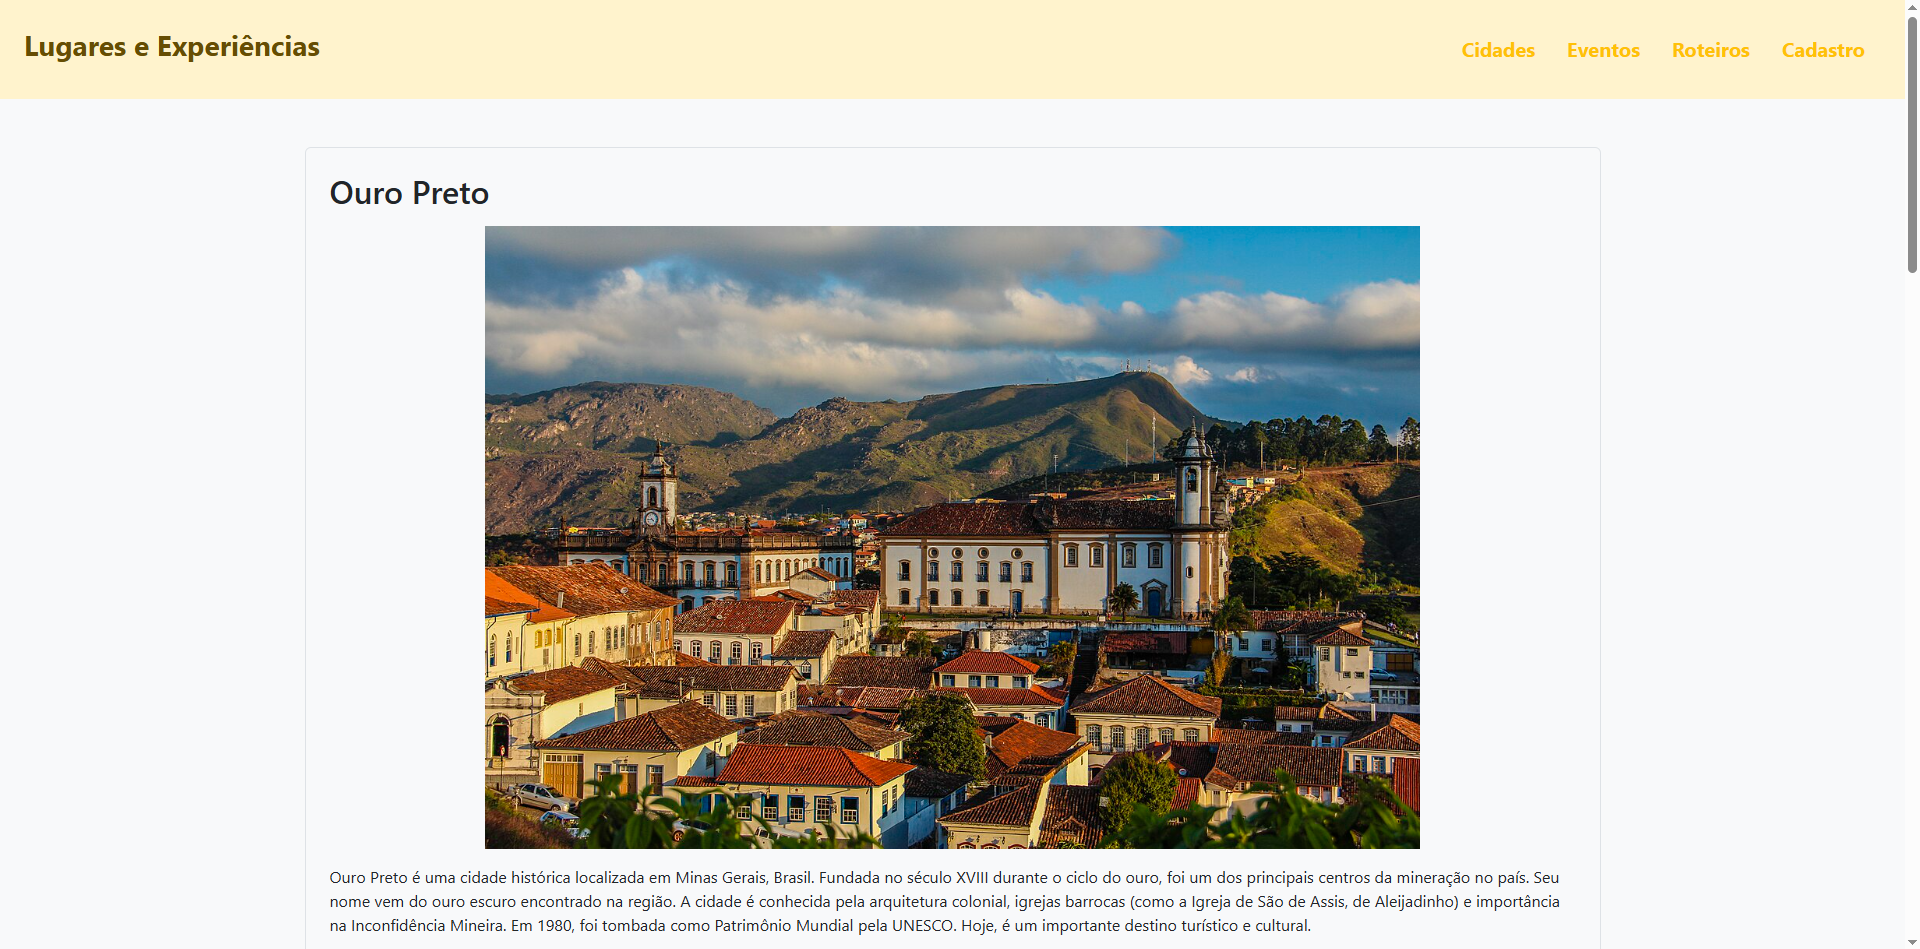 Lugares e Experiências
Cidades Eventos Roteiros Cadastro
Ouro Preto
Ouro Preto é uma cidade histórica localizada em Minas Gerais, Brasil. Fundada no século XVIII durante o ciclo do ouro, foi um dos principais centros da mineração no país. Seu
nome vem do ouro escuro encontrado na região. A cidade é conhecida pela arquitetura colonial, igrejas barrocas (como a Igreja de São de Assis, de Aleijadinho) e importância
na Inconfidência Mineira. Em 1980, foi tombada como Patrimônio Mundial pela UNESCO. Hoje, é um importante destino turístico e cultural.